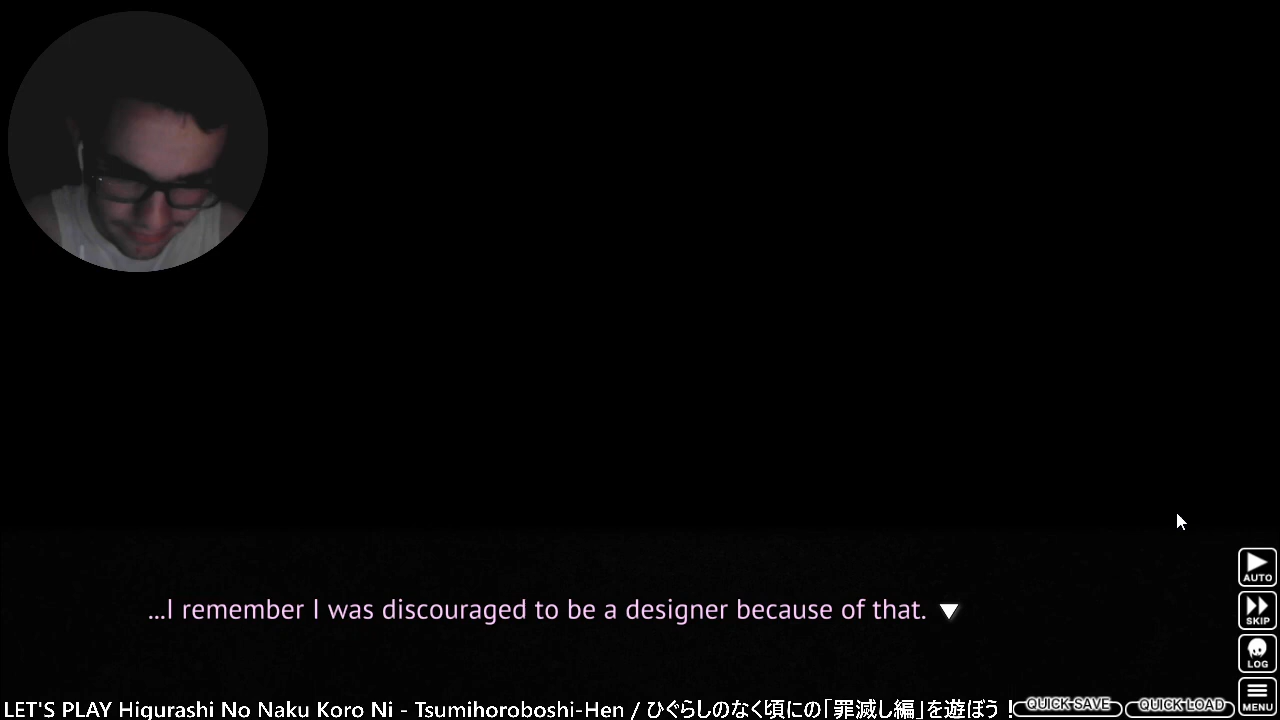 ...I remember I was discouraged to be a designer because of that.
AUTO
SKIP
LOG
MENU
QUICK SAVE
QUICK LOAD
LET'S PLAY Higurashi No Naku Koro Ni - Tsumihoroboshi-Hen / ひぐらしのなく頃にの「罪滅し編」を遊ぼう！